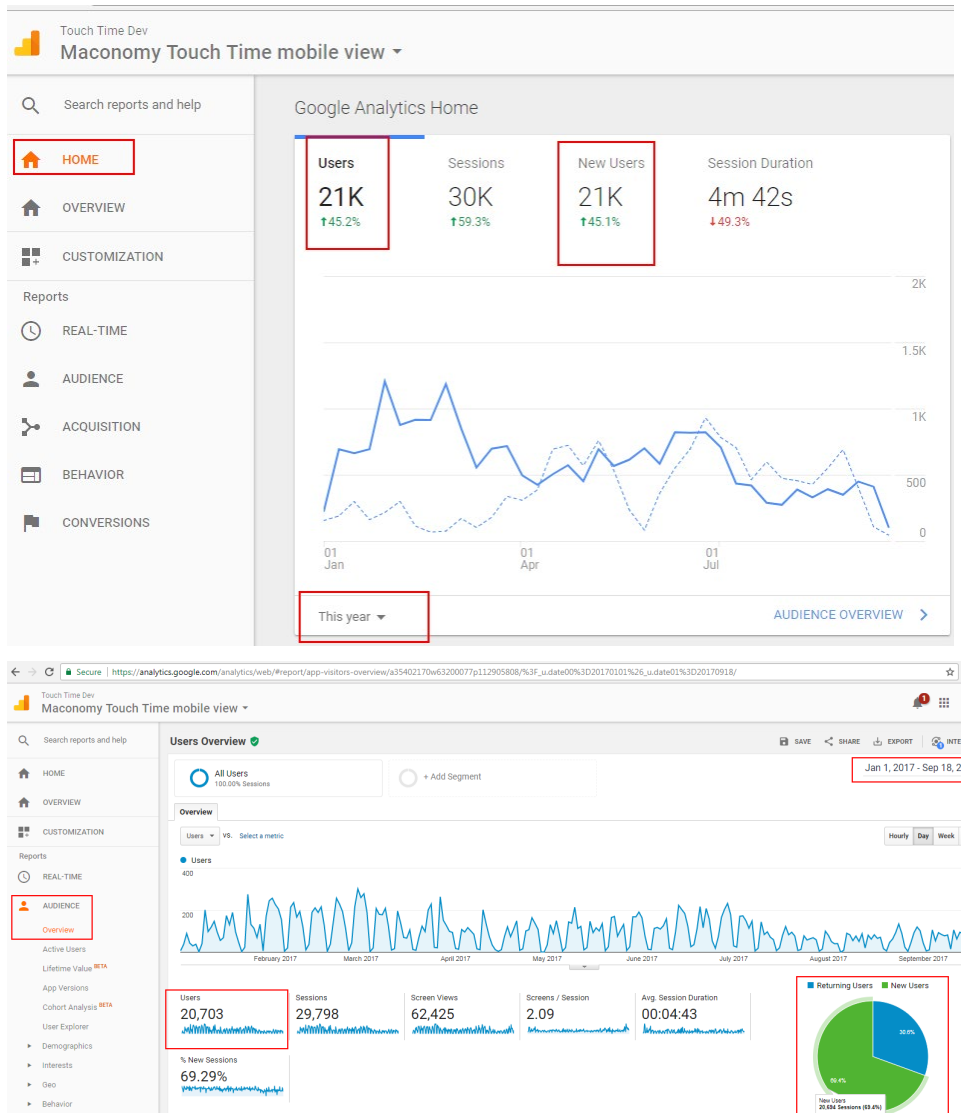 Touch Time Dev
Maconomy Touch Time mobile view
Search reports and help
HOME
OVERVIEW
CUSTOMIZATION
Reports
REAL-TIME
AUDIENCE
ACQUISITION
BEHAVIOR
CONVERSIONS
Google Analytics Home
Users Sessions New Users Session Duration
21K 30K 21K 4m 42s
45.2% 59.3% 45.1% 49.3%
2K
1.5K
1K
500
0
01 01 01
Jan Apr Jul
This year AUDIENCE OVERVIEW
Secure https://analytics.google.com/analytics/web/#report/app-visitors-overview/a35402170w63200077p112905808/%3F_u.date00%3D20170101%26_u.date01%3D20170918/
Touch Time Dev
Maconomy Touch Time mobile view
1
Search reports and help
HOME
OVERVIEW
CUSTOMIZATION
Reports
REAL-TIME
AUDIENCE
Overview
Active Users
Lifetime Value BETA
App Versions
Cohort Analysis BETA
User Explorer
Demographics
Interests
Geo
Behavior
Users Overview
SAVE SHARE EXPORT INTE
1
All Users
100.00% Sessions
+ Add Segment
Jan 1, 2017 - Sep 18, 2
Overview
Users VS. Select a metric
Hourly Day Week
Users
400
200
February 2017 March 2017 April 2017 May 2017 June 2017 July 2017 August 2017 September 2017
Users Sessions Screen Views Screens / Session Avg. Session Duration
20,703 29,798 62,425 2.09 00:04:43
% New Sessions
69.29%
Returning Users New Users
30.6%
69.4%
New Users
20,684 Sessions (69.4%)